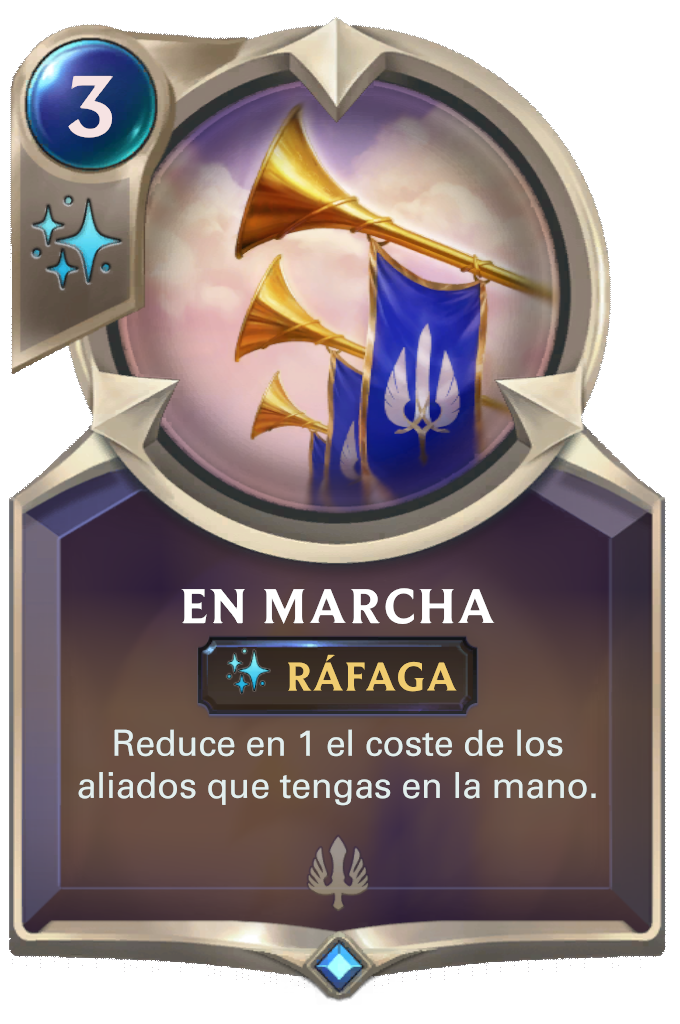 3
EN MARCHA
RÁFAGA
Reduce en 1 el coste de los
aliados que tengas en la mano.